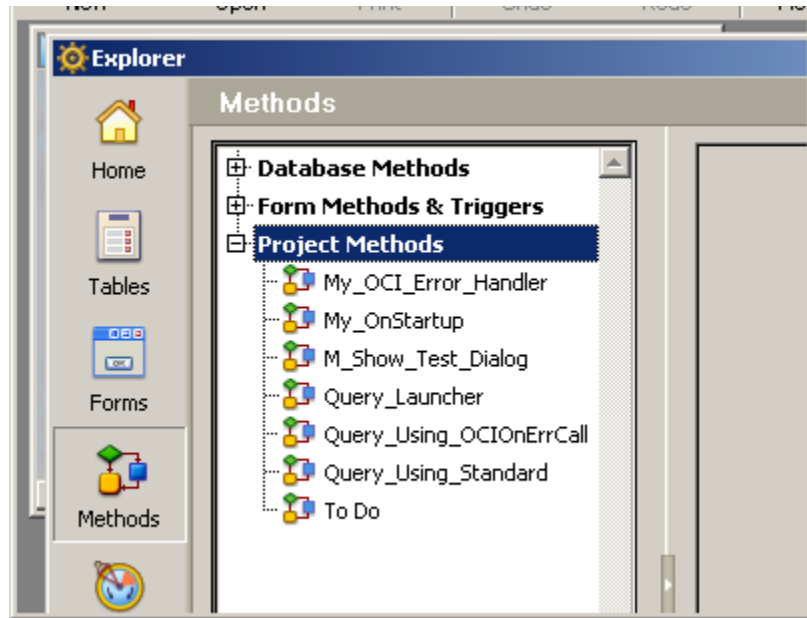 Explorer
Methods
Home
Tables
Forms
Methods
Database Methods
Form Methods & Triggers
Project Methods
My_OCI_Error_Handler
My_OnStartup
M_Show_Test_Dialog
Query_Launcher
Query_Using_OCIOnErrCall
Query_Using_Standard
To Do